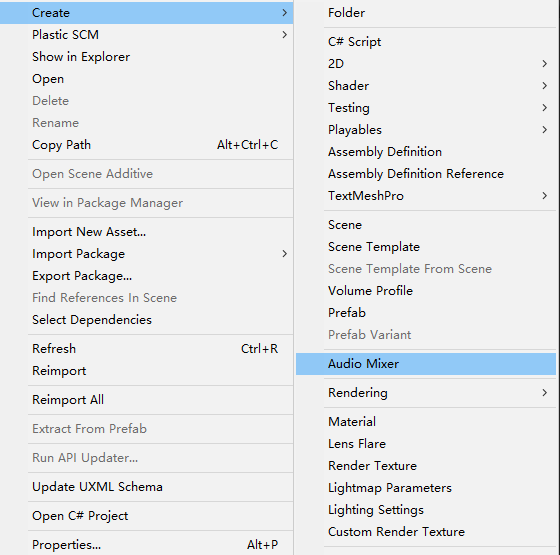 Create
Plastic SCM
Show in Explorer
Open
Delete
Rename
Copy Path Alt+Ctrl+C
Open Scene Additive
View in Package Manager
Import New Asset...
Import Package
Export Package...
Find References In Scene
Select Dependencies
Refresh Ctrl+R
Reimport
Reimport All
Extract From Prefab
Run API Updater...
Update UXML Schema
Open C# Project
Properties... Alt+P
Folder
C# Script
2D
Shader
Testing
Playables
Assembly Definition
Assembly Definition Reference
TextMeshPro
Scene
Scene Template
Scene Template From Scene
Volume Profile
Prefab
Prefab Variant
Audio Mixer
Rendering
Material
Lens Flare
Render Texture
Lightmap Parameters
Lighting Settings
Custom Render Texture